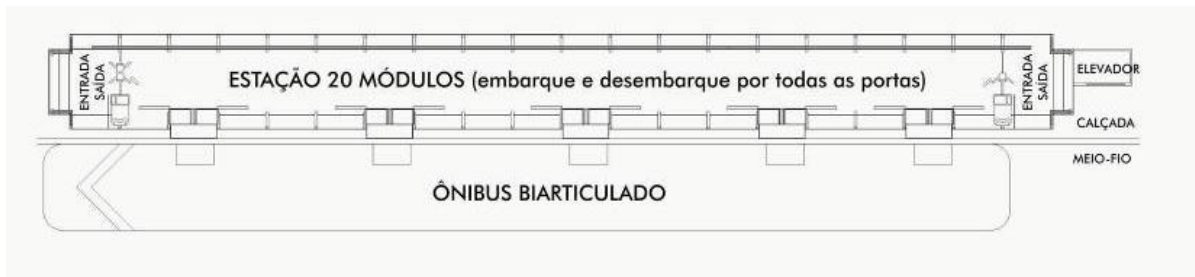 ENTRADA
SAÍDA
ESTAÇÃO 20 MÓDULOS (embarque e desembarque por todas as portas)
ENTRADA
SAÍDA
ELEVADOR
CALÇADA
MEIO-FIO
ÔNIBUS BIARTICULADO